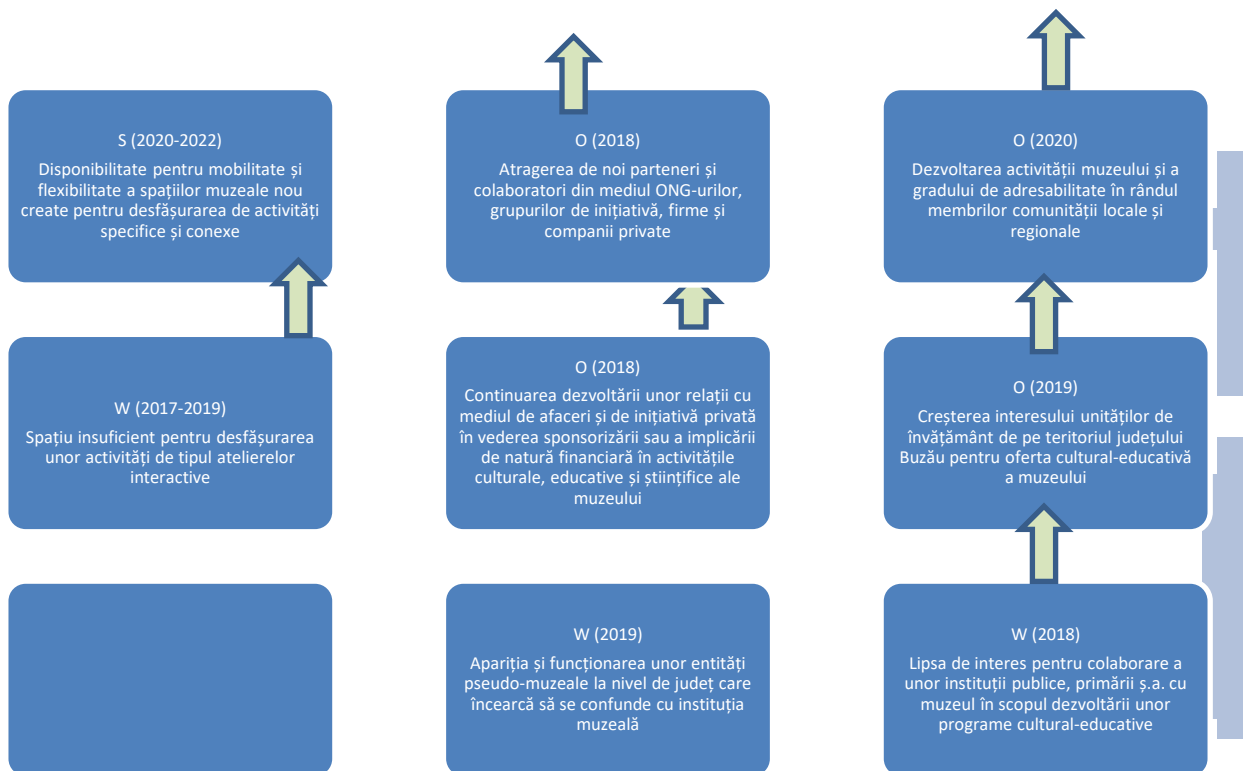 S (2020-2022)
Disponibilitate pentru mobilitate și
flexibilitate a spațiilor muzeale nou
create pentru desfășurarea de activități
specifice și conexe
O (2018)
Atragerea de noi parteneri și
colaboratori din mediul ONG-urilor,
grupurilor de inițiativă, firme și
companii private
O (2020)
Dezvoltarea activității muzeului și a
gradului de adresabilitate în rândul
membrilor comunității locale și
regionale
W (2017-2019)
Spațiu insuficient pentru desfășurarea
unor activități de tipul atelierelor
interactive
O (2018)
Continuarea dezvoltării unor relații cu
mediul de afaceri și de inițiativă privată
în vederea sponsorizării sau a implicării
de natură financiară în activitățile
culturale, educative și științifice ale
muzeului
O (2019)
Creșterea interesului unităților de
învățământ de pe teritoriul județului
Buzău pentru oferta cultural-educativă
a muzeului
W (2019)
Apariția și funcționarea unor entități
pseudo-muzeale la nivel de județ care
încearcă să se confunde cu instituția
muzeală
W (2018)
Lipsa de interes pentru colaborare a
unor instituții publice, primării ș.a. cu
muzeul în scopul dezvoltării unor
programe cultural-educative